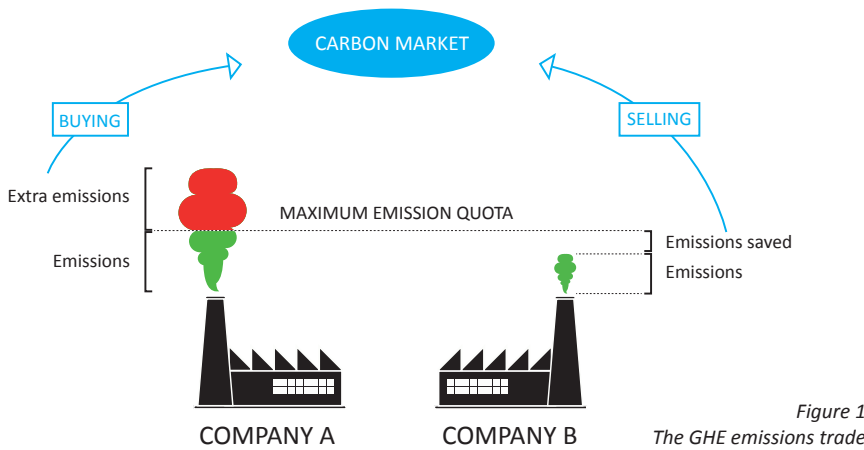 CARBON MARKET
BUYING
SELLING
Extra emissions
MAXIMUM EMISSION QUOTA
Emissions saved
Emissions
Emissions
COMPANY A
COMPANY B
Figure 1
The GHE emissions trade